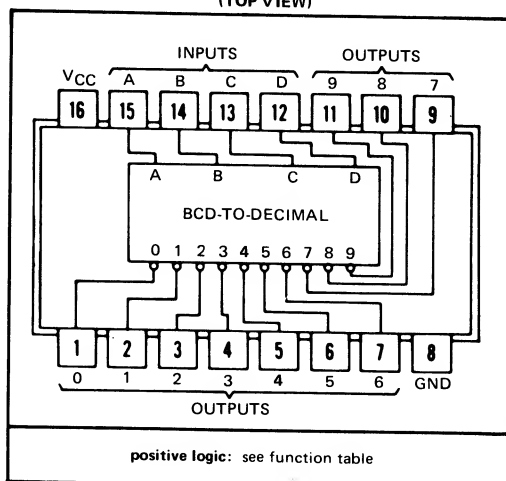 (TOP VIEW)
INPUTS OUTPUTS
VCC A B C D 9 8 7
16 15 14 13 12 11 10 9
A B C D
BCD-TO-DECIMAL
0 1 2 3 4 5 6 7 8 9
1 2 3 4 5 6 7 8
0 1 2 3 4 5 6 GND
OUTPUTS
positive logic: see function table